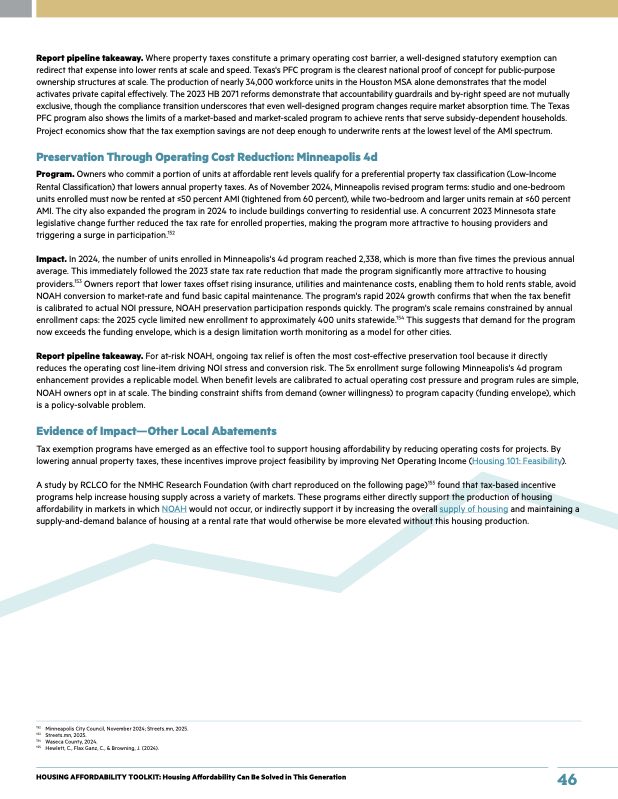 Report pipeline takeaway. Where property taxes constitute a primary operating cost barrier, a well-designed statutory exemption can
redirect that expense into lower rents at scale and speed. Texas's PFC program is the clearest national proof of concept for public-purpose
ownership structures at scale. The production of nearly 34,000 workforce units in the Houston MSA alone demonstrates that the model
activates private capital effectively. The 2023 HB 2071 reforms demonstrate that accountability guardrails and by-right speed are not mutually
exclusive, though the compliance transition underscores that even well-designed program changes require market absorption time. The Texas
PFC program also shows the limits of a market-based and market-scaled program to achieve rents that serve subsidy-dependent households.
Project economics show that the tax exemption savings are not deep enough to underwrite rents at the lowest level of the AMI spectrum.
Preservation Through Operating Cost Reduction: Minneapolis 4d
Program. Owners who commit a portion of units at affordable rent levels qualify for a preferential property tax classification (Low-Income
Rental Classification) that lowers annual property taxes. As of November 2024, Minneapolis revised program terms: studio and one-bedroom
units enrolled must now be rented at ≤50 percent AMI (tightened from 60 percent), while two-bedroom and larger units remain at ≤60 percent
AMI. The city also expanded the program in 2024 to include buildings converting to residential use. A concurrent 2023 Minnesota state
legislative change further reduced the tax rate for enrolled properties, making the program more attractive to housing providers and
triggering a surge in participation.152
Impact. In 2024, the number of units enrolled in Minneapolis's 4d program reached 2,338, which is more than five times the previous annual
average. This immediately followed the 2023 state tax rate reduction that made the program significantly more attractive to housing
providers.153 Owners report that lower taxes offset rising insurance, utilities and maintenance costs, enabling them to hold rents stable, avoid
NOAH conversion to market-rate and fund basic capital maintenance. The program's rapid 2024 growth confirms that when the tax benefit
is calibrated to actual NOI pressure, NOAH preservation participation responds quickly. The program's scale remains constrained by annual
enrollment caps: the 2025 cycle limited new enrollment to approximately 400 units statewide.154 This suggests that demand for the program
now exceeds the funding envelope, which is a design limitation worth monitoring as a model for other cities.
Report pipeline takeaway. For at-risk NOAH, ongoing tax relief is often the most cost-effective preservation tool because it directly
reduces the operating cost line-item driving NOI stress and conversion risk. The 5x enrollment surge following Minneapolis's 4d program
enhancement provides a replicable model. When benefit levels are calibrated to actual operating cost pressure and program rules are simple,
NOAH owners opt in at scale. The binding constraint shifts from demand (owner willingness) to program capacity (funding envelope), which
is a policy-solvable problem.
Evidence of Impact—Other Local Abatements
Tax exemption programs have emerged as an effective tool to support housing affordability by reducing operating costs for projects. By
lowering annual property taxes, these incentives improve project feasibility by improving Net Operating Income (Housing 101: Feasibility).
A study by RCLCO for the NMHC Research Foundation (with chart reproduced on the following page)155 found that tax-based incentive
programs help increase housing supply across a variety of markets. These programs either directly support the production of housing
affordability in markets in which NOAH would not occur, or indirectly support it by increasing the overall supply of housing and maintaining a
supply-and-demand balance of housing at a rental rate that would otherwise be more elevated without this housing production.
152 Minneapolis City Council, November 2024; Streets.mn, 2025.
153 Streets.mn, 2025.
154 Waseca County, 2024.
155 Hewlett, C., Flax Ganz, C., & Browning, J. (2024).
HOUSING AFFORDABILITY TOOLKIT: Housing Affordability Can Be Solved in This Generation
46